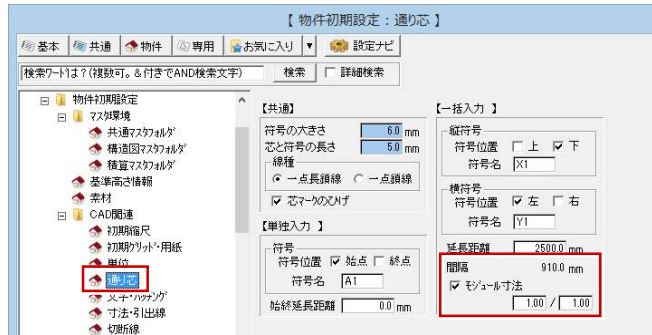 【 物件初期設定：通り芯 】
基本 共通 物件 専用 お気に入り ▼ 設定ナビ
検索ワードは？(複数可。&付きでAND検索文字) 検索 詳細検索
物件初期設定
マスタ環境
共通マスタフォルダ
構造図マスタフォルダ
積算マスタフォルダ
基準高さ情報
素材
CAD関連
初期縮尺
初期グリッド・用紙
単位
通り芯
文字・ハッチング
寸法・引出線
切断線
【共通】
符号の大きさ 6.0 mm
芯と符号の長さ 5.0 mm
線種
一点長鎖線 一点鎖線
芯マークのひげ
【単独入力 】
符号
符号位置 始点 終点
符号名 A1
始終延長距離 0.0 mm
【一括入力 】
縦符号
符号位置 上 下
符号名 X1
横符号
符号位置 左 右
符号名 Y1
延長距離 2500.0 mm
間隔 910.0 mm
モジュール寸法
1.00 / 1.00